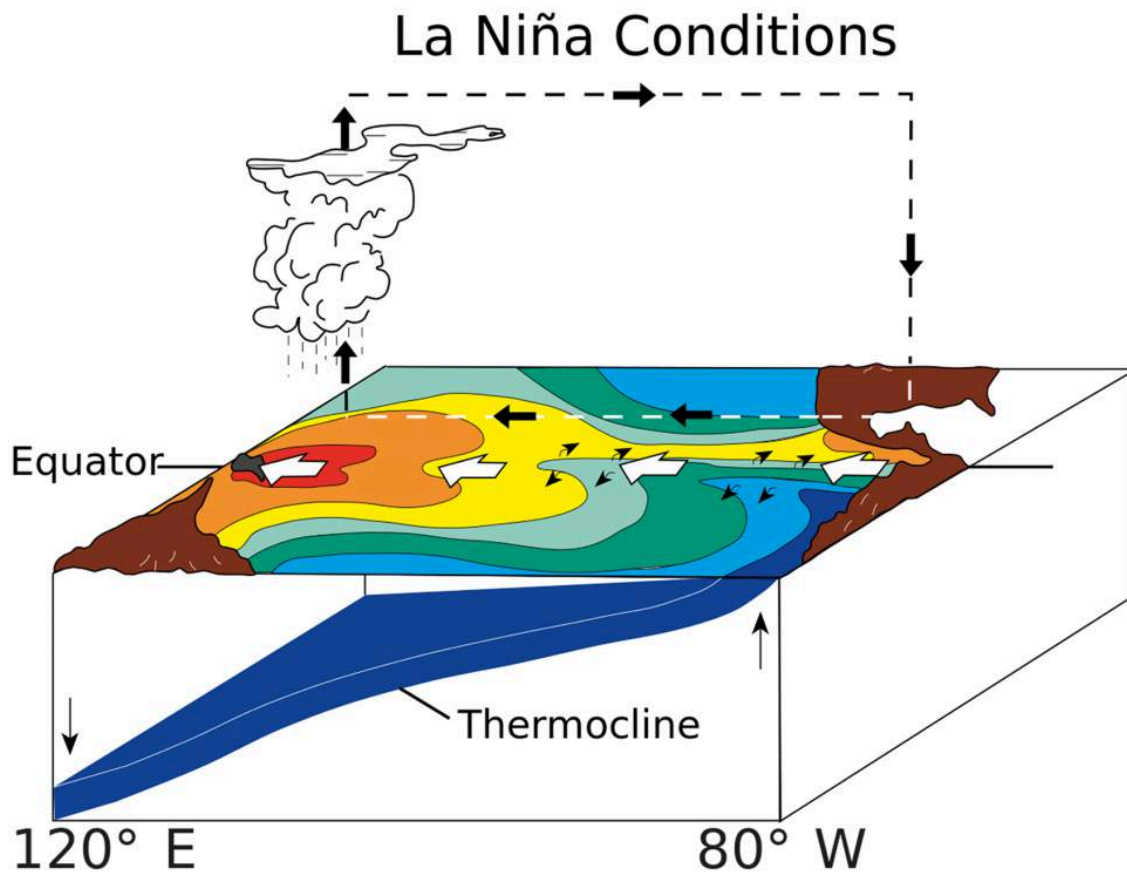 La Niña Conditions
Equator
Thermocline
120° E
80° W